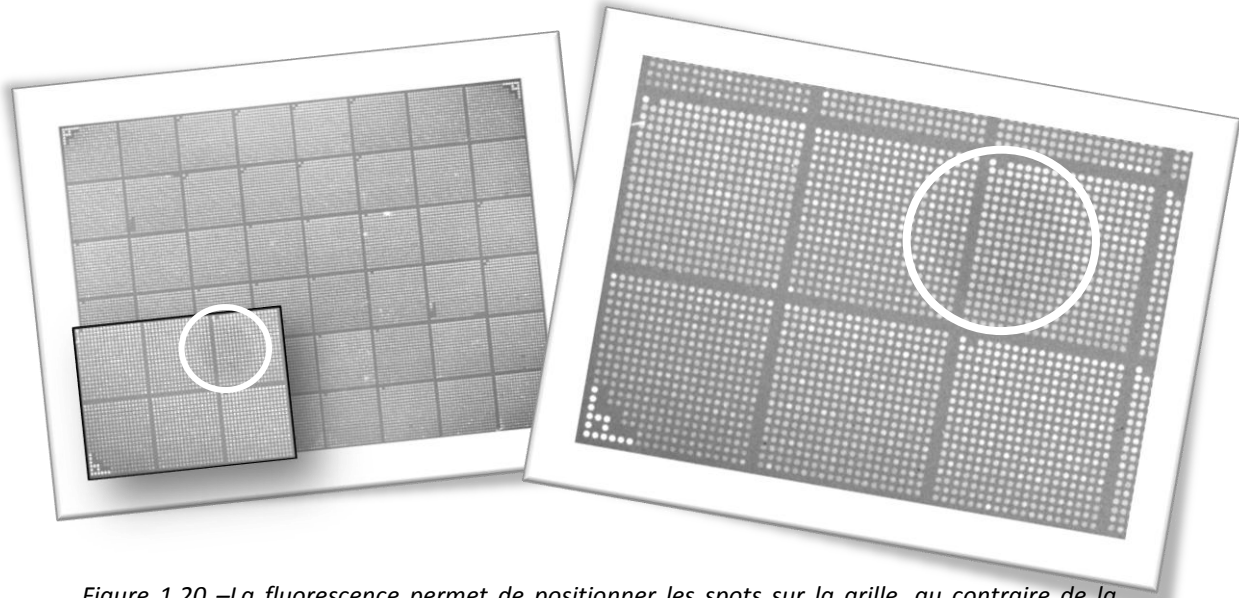 Figure 1.20 –La fluorescence permet de positionner les spots sur la grille, au contraire de la